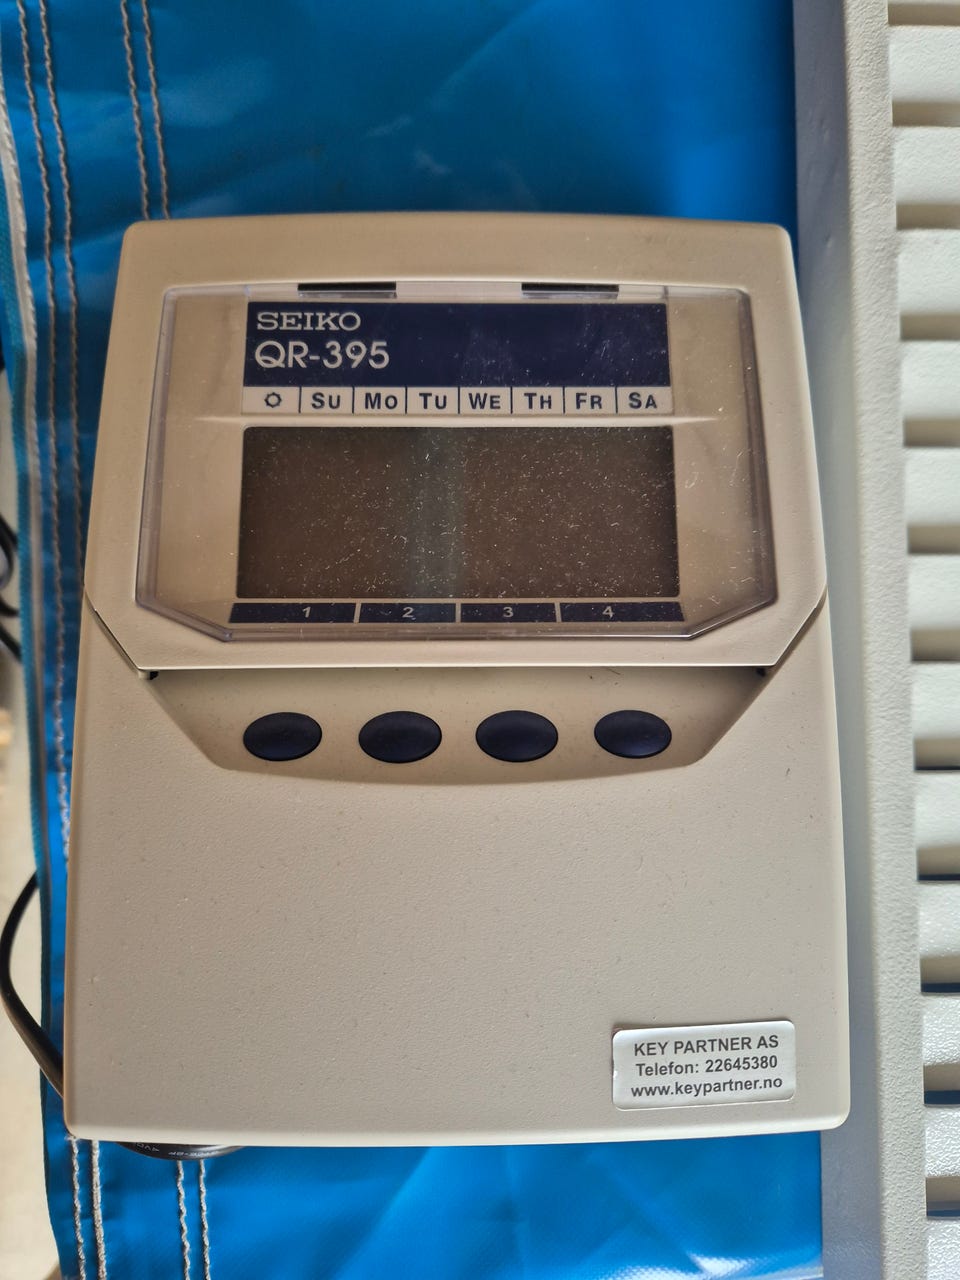 SEIKO
QR-395
SU MO TU WE TH FR SA
1 2 3 4
KEY PARTNER AS
Telefon: 22645380
www.keypartner.no